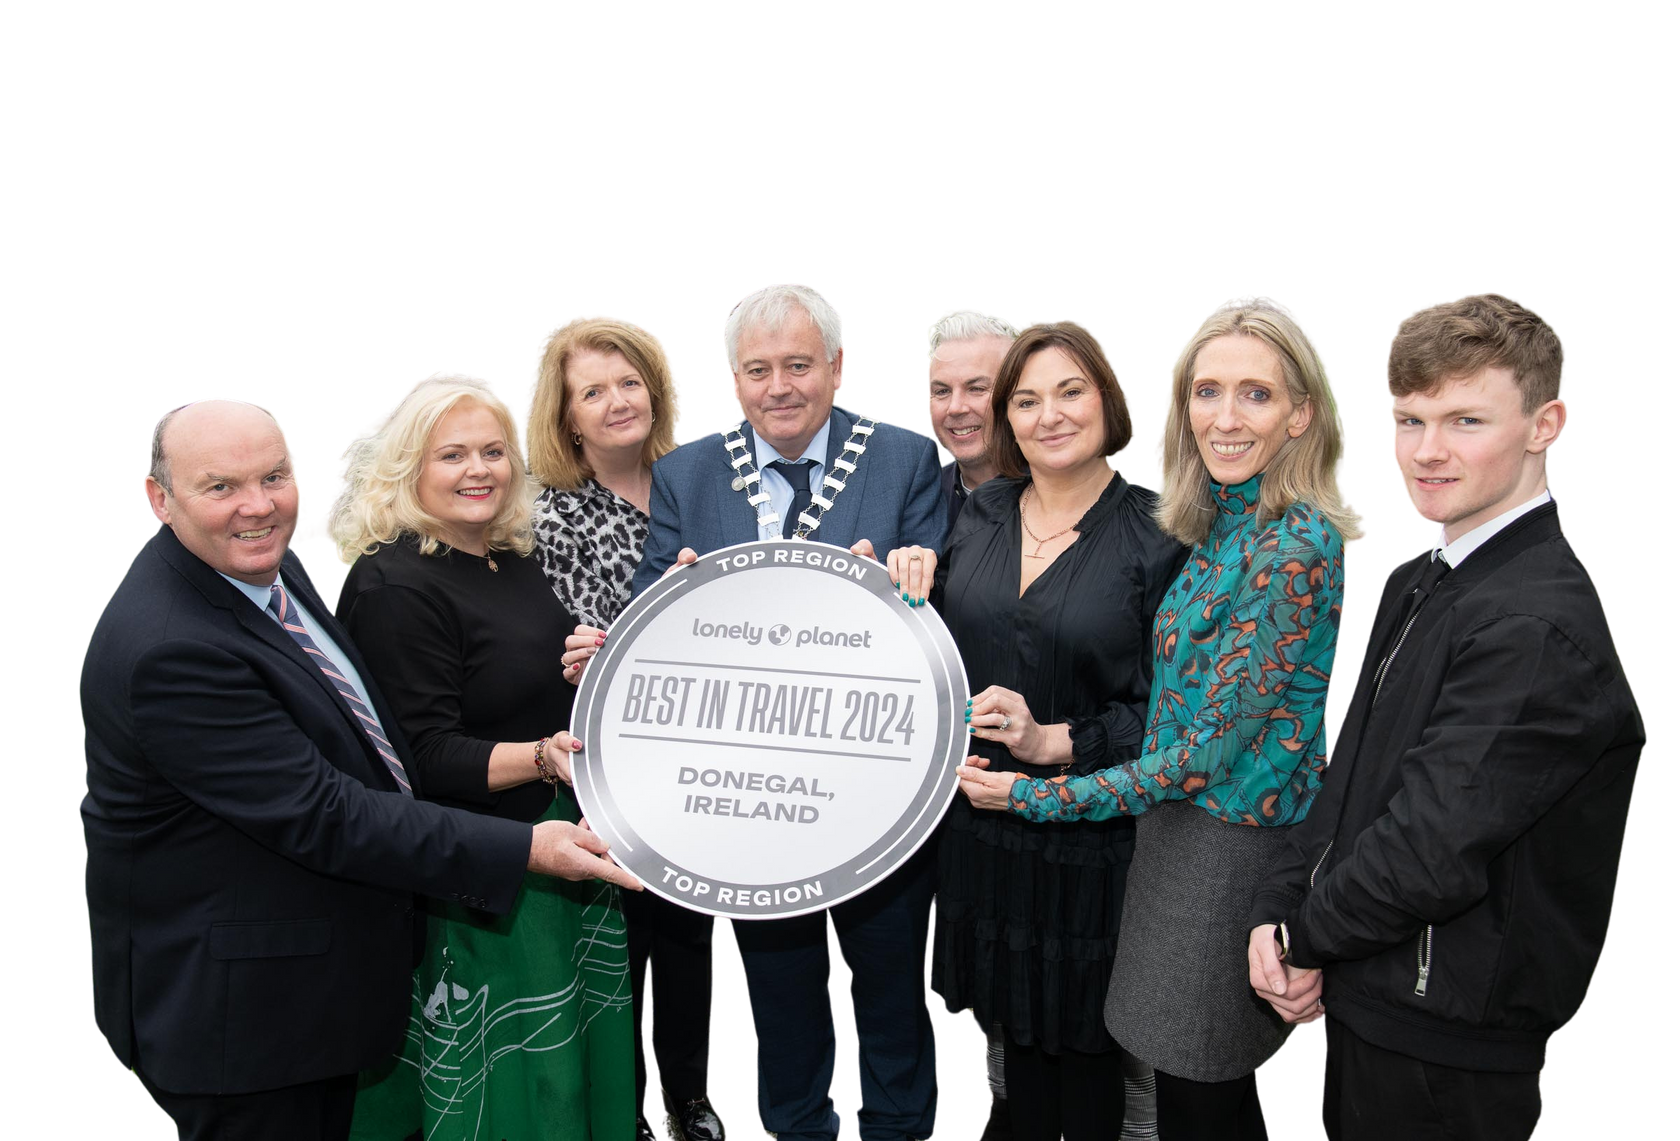 TOP REGION
lonely planet
BEST IN TRAVEL 2024
DONEGAL,
IRELAND
TOP REGION